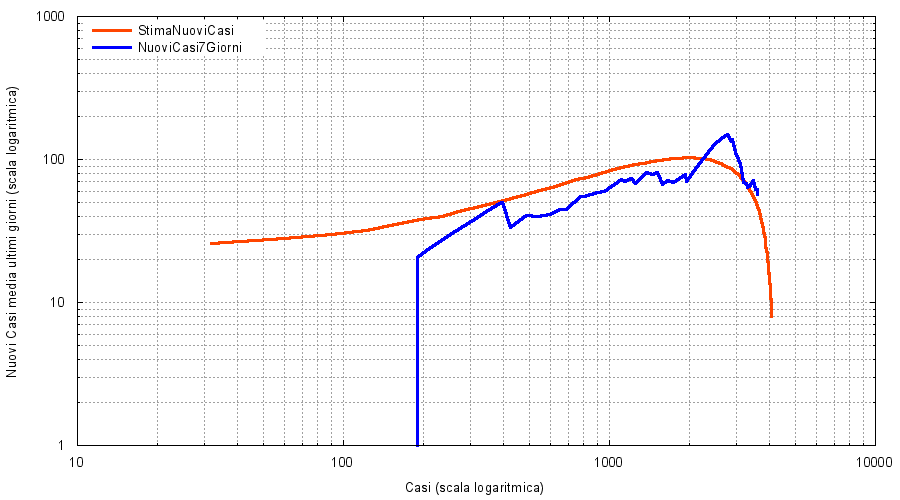 StimaNuoviCasi
NuoviCasi7Giorni
1000
100
10
1
10
100
1000
10000
Nuovi Casi media ultimi giorni (scala logaritmica)
Casi (scala logaritmica)